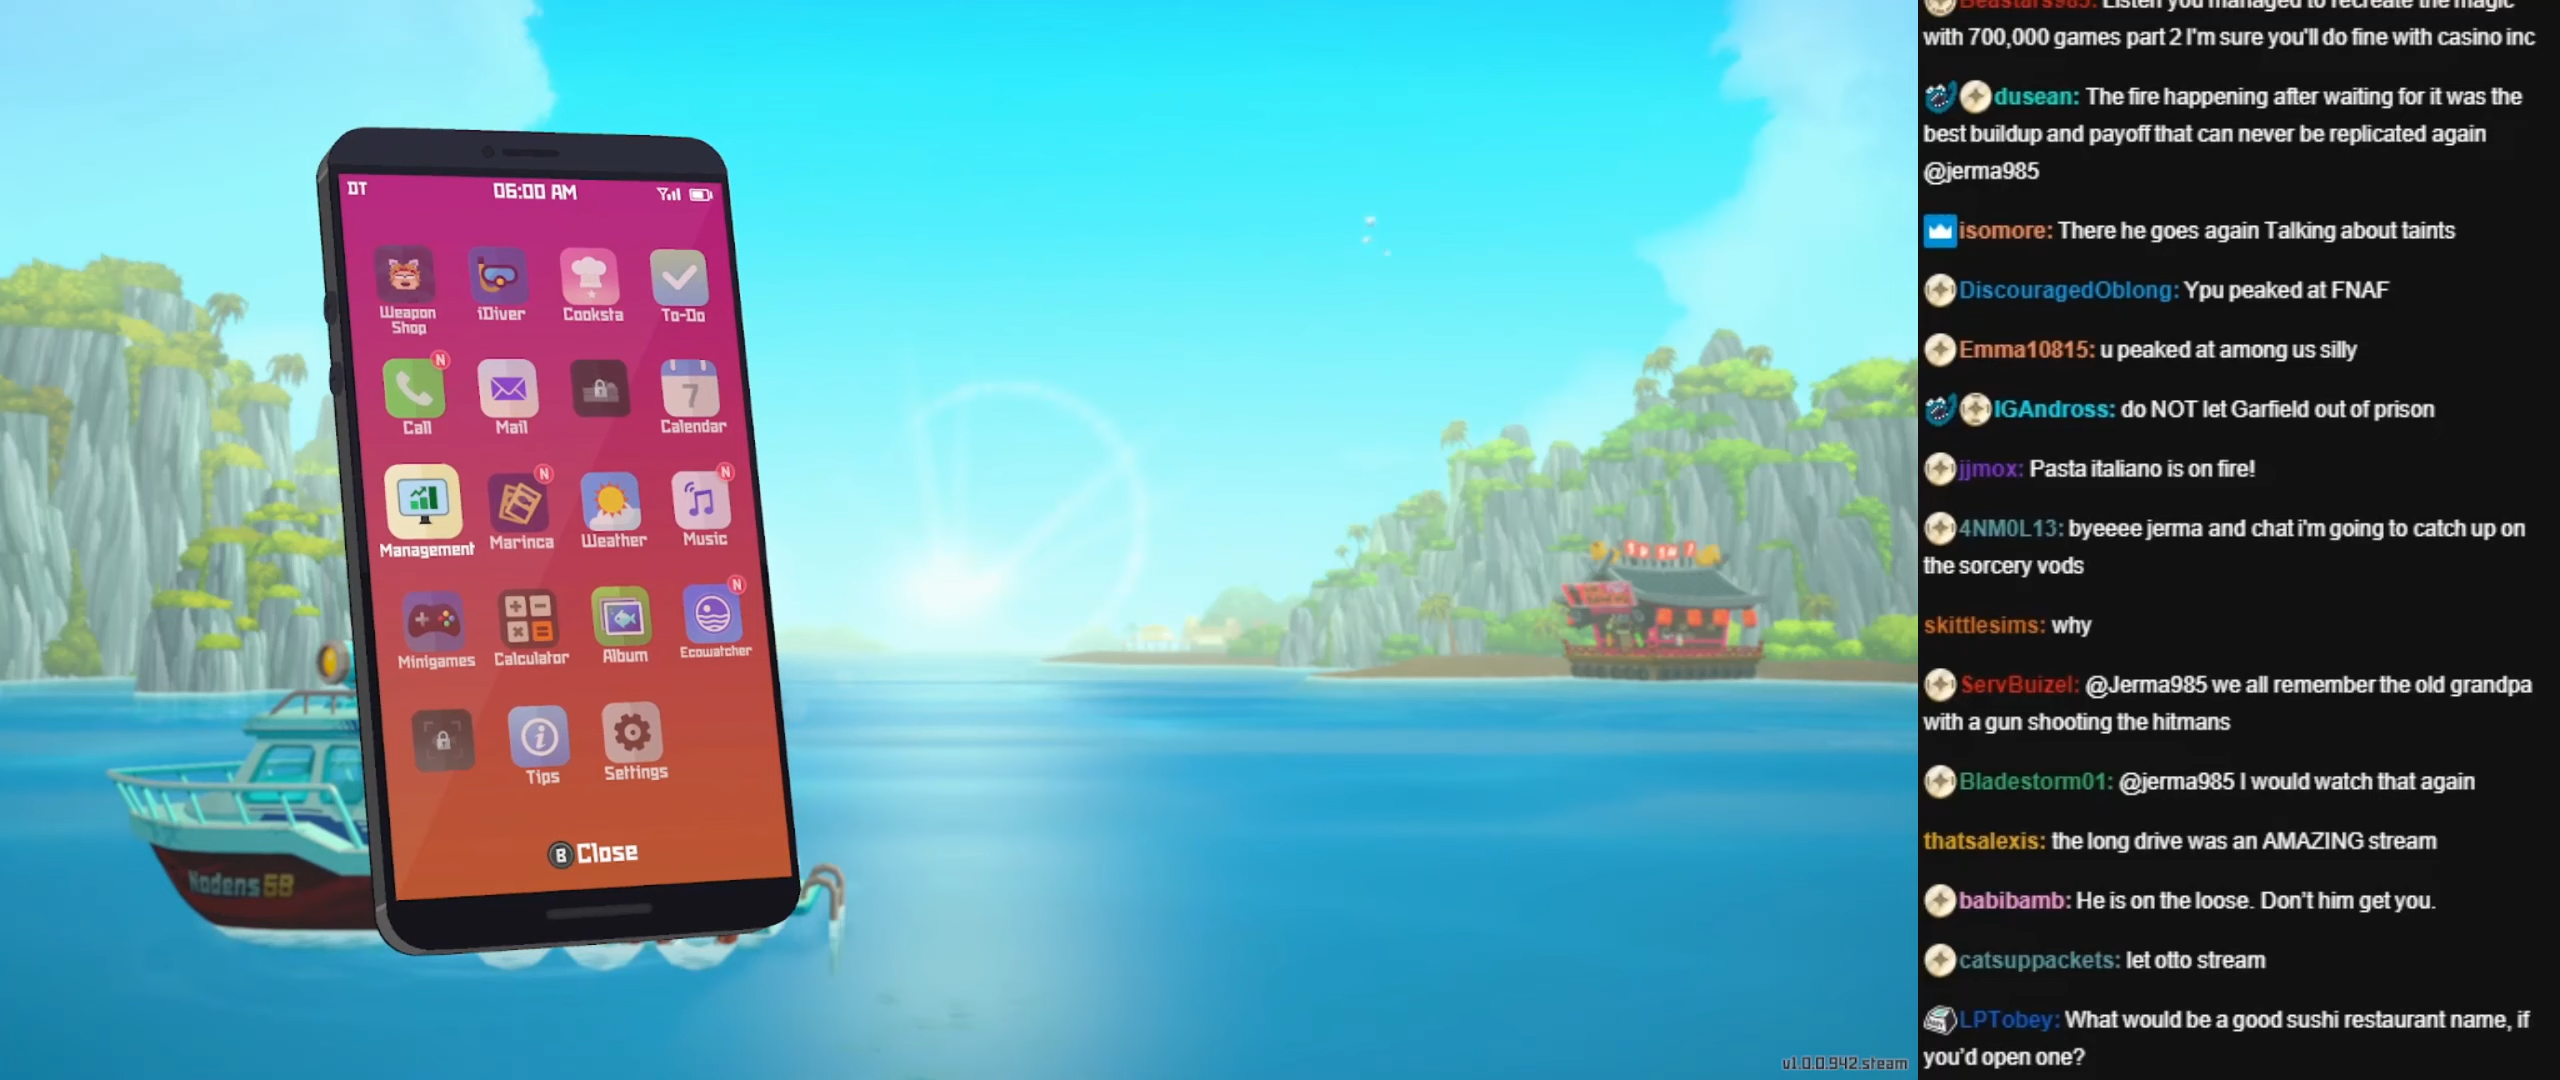 DT
06:00 AM
Weapon
Shop
iDiver
Cooksta
To-Do
N
7
Call
Mail
Calendar
N
N
Management
Marinca
Weather
Music
N
Minigames
Calculator
Album
Ecowatcher
Tips
Settings
B Close
Nodens 68
v1.0.0.942.steam
Beastars985: Listen you managed to recreate the magic
with 700,000 games part 2 I'm sure you'll do fine with casino inc
dusean: The fire happening after waiting for it was the
best buildup and payoff that can never be replicated again
@jerma985
isomore: There he goes again Talking about taints
DiscouragedOblong: Ypu peaked at FNAF
Emma10815: u peaked at among us silly
IGAndross: do NOT let Garfield out of prison
jjmox: Pasta italiano is on fire!
4NM0L13: byeeee jerma and chat i'm going to catch up on
the sorcery vods
skittlesims: why
ServBuizel: @Jerma985 we all remember the old grandpa
with a gun shooting the hitmans
Bladestorm01: @jerma985 I would watch that again
thatsalexis: the long drive was an AMAZING stream
babibamb: He is on the loose. Don't him get you.
catsuppackets: let otto stream
LPTobey: What would be a good sushi restaurant name, if
you'd open one?